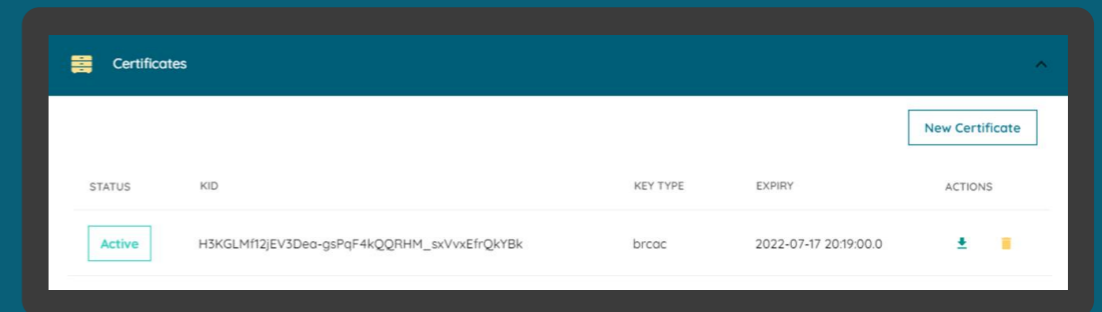 Certificates
New Certificate
STATUS KID KEY TYPE EXPIRY ACTIONS
Active H3KGLMf12jEV3Dea-gsPqF4kQQRHM_sxVvxEfrQkYBk brcac 2022-07-17 20:19:00.0